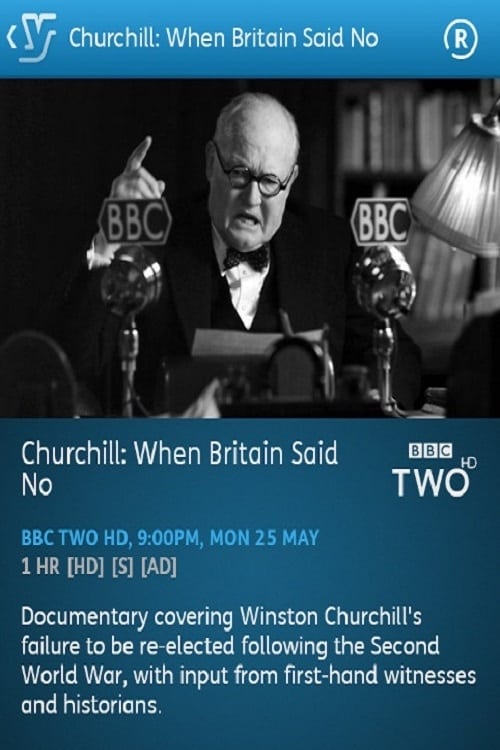 Churchill: When Britain Said No
R
BBC
BBC
Churchill: When Britain Said
No
BBC
TWO HD
BBC TWO HD, 9:00PM, MON 25 MAY
1 HR [HD] [S] [AD]
Documentary covering Winston Churchill's
failure to be re-elected following the Second
World War, with input from first-hand witnesses
and historians.